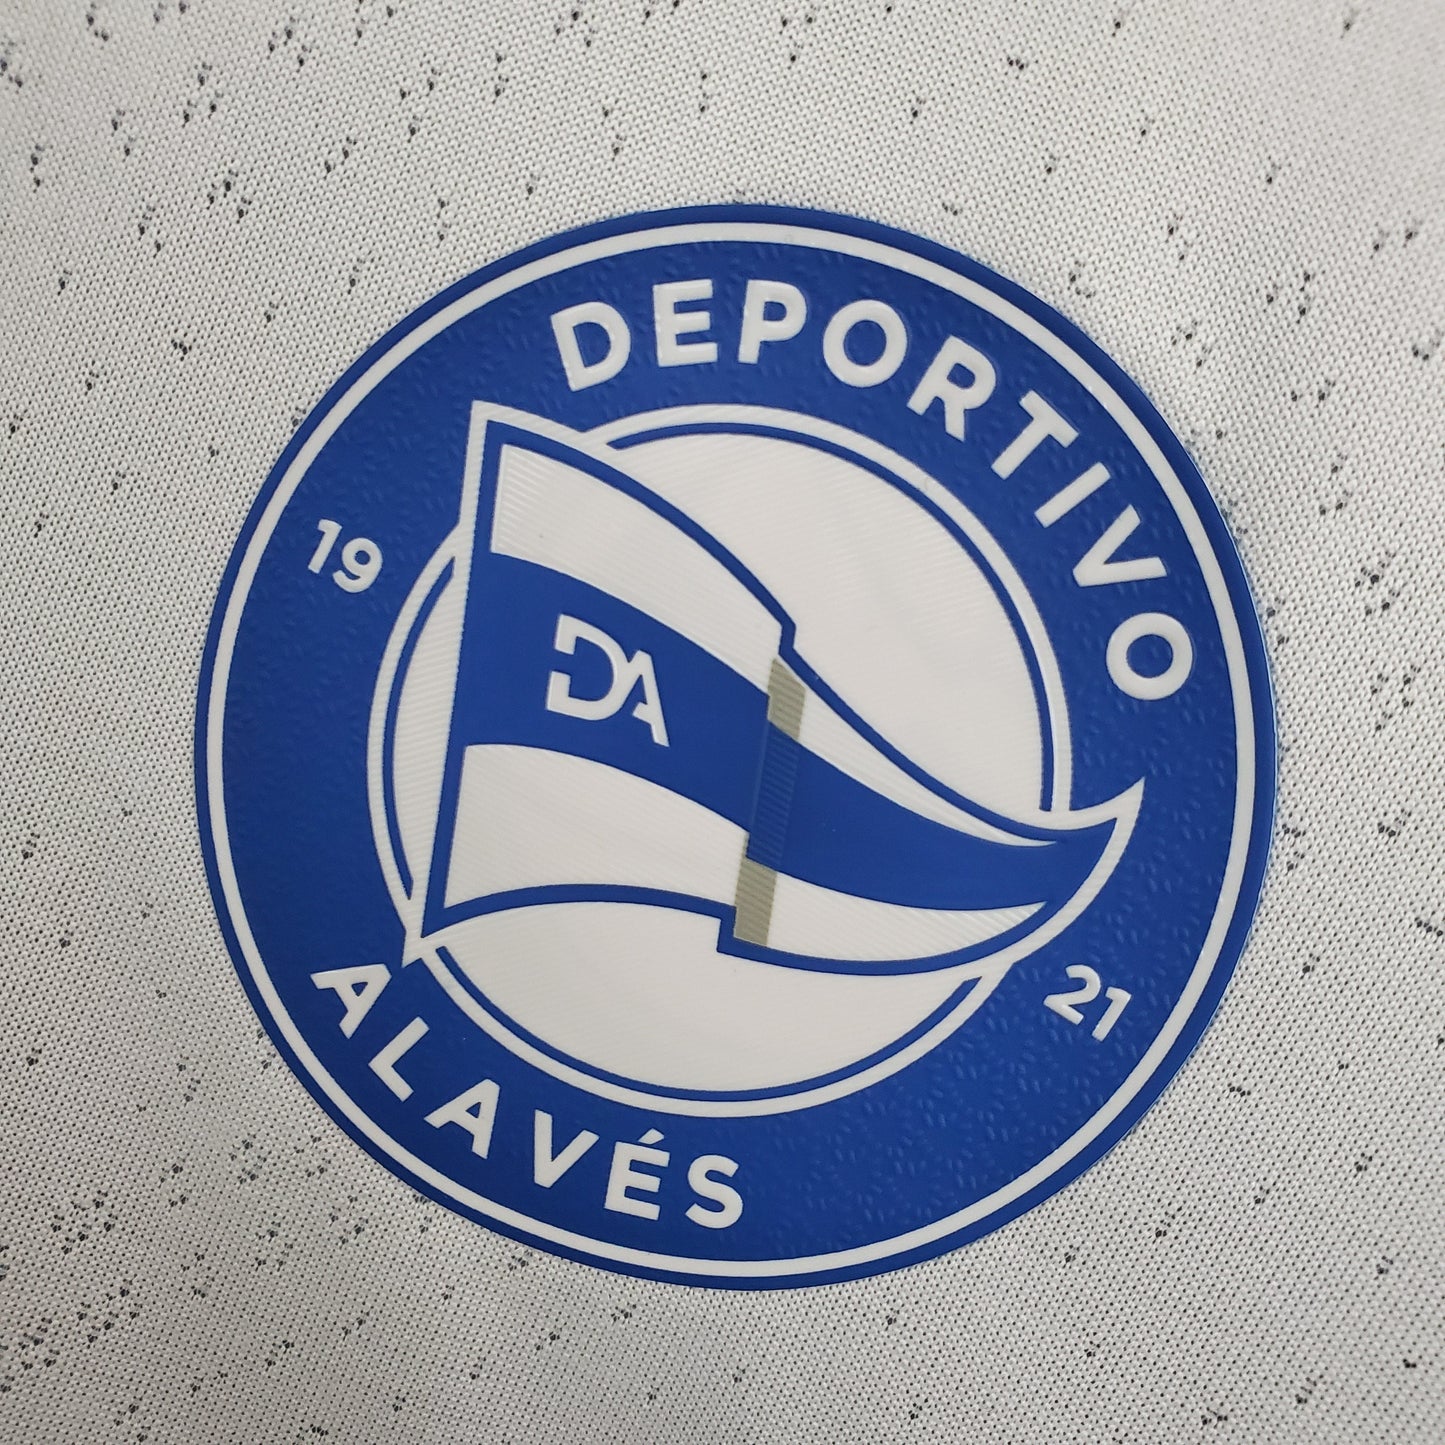 DEPORTIVO
19
DA
21
ALAVÉS